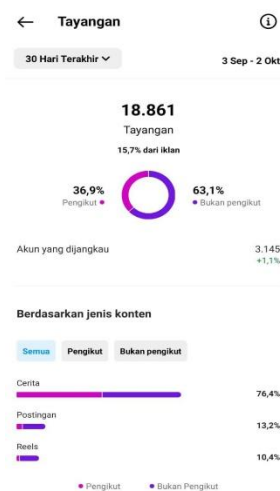 Tayangan
30 Hari Terakhir
3 Sep - 2 Okt
18.861
Tayangan
15,7% dari iklan
36,9%
Pengikut
63,1%
Bukan pengikut
Akun yang dijangkau
3.145
+1,1%
Berdasarkan jenis konten
Semua Pengikut Bukan pengikut
Cerita
76,4%
Postingan
13,2%
Reels
10,4%
Pengikut Bukan Pengikut